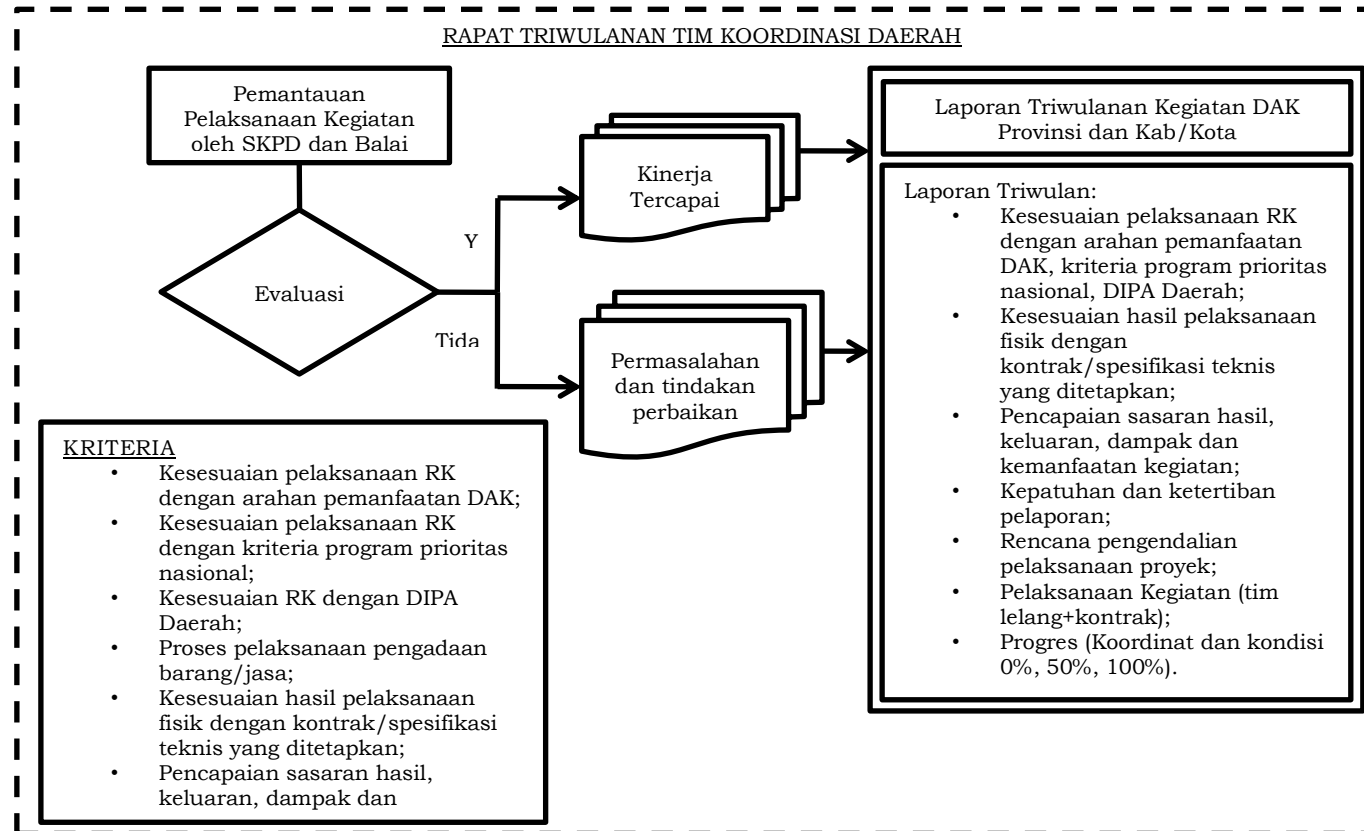 RAPAT TRIWULANAN TIM KOORDINASI DAERAH
Pemantauan
Pelaksanaan Kegiatan
oleh SKPD dan Balai
Evaluasi
Y
Tida
Kinerja
Tercapai
Permasalahan
dan tindakan
perbaikan
KRITERIA
• Kesesuaian pelaksanaan RK
dengan arahan pemanfaatan DAK;
• Kesesuaian pelaksanaan RK
dengan kriteria program prioritas
nasional;
• Kesesuaian RK dengan DIPA
Daerah;
• Proses pelaksanaan pengadaan
barang/jasa;
• Kesesuaian hasil pelaksanaan
fisik dengan kontrak/spesifikasi
teknis yang ditetapkan;
• Pencapaian sasaran hasil,
keluaran, dampak dan
Laporan Triwulanan Kegiatan DAK
Provinsi dan Kab/Kota
Laporan Triwulan:
• Kesesuaian pelaksanaan RK
dengan arahan pemanfaatan
DAK, kriteria program prioritas
nasional, DIPA Daerah;
• Kesesuaian hasil pelaksanaan
fisik dengan
kontrak/spesifikasi teknis
yang ditetapkan;
• Pencapaian sasaran hasil,
keluaran, dampak dan
kemanfaatan kegiatan;
• Kepatuhan dan ketertiban
pelaporan;
• Rencana pengendalian
pelaksanaan proyek;
• Pelaksanaan Kegiatan (tim
lelang+kontrak);
• Progres (Koordinat dan kondisi
0%, 50%, 100%).